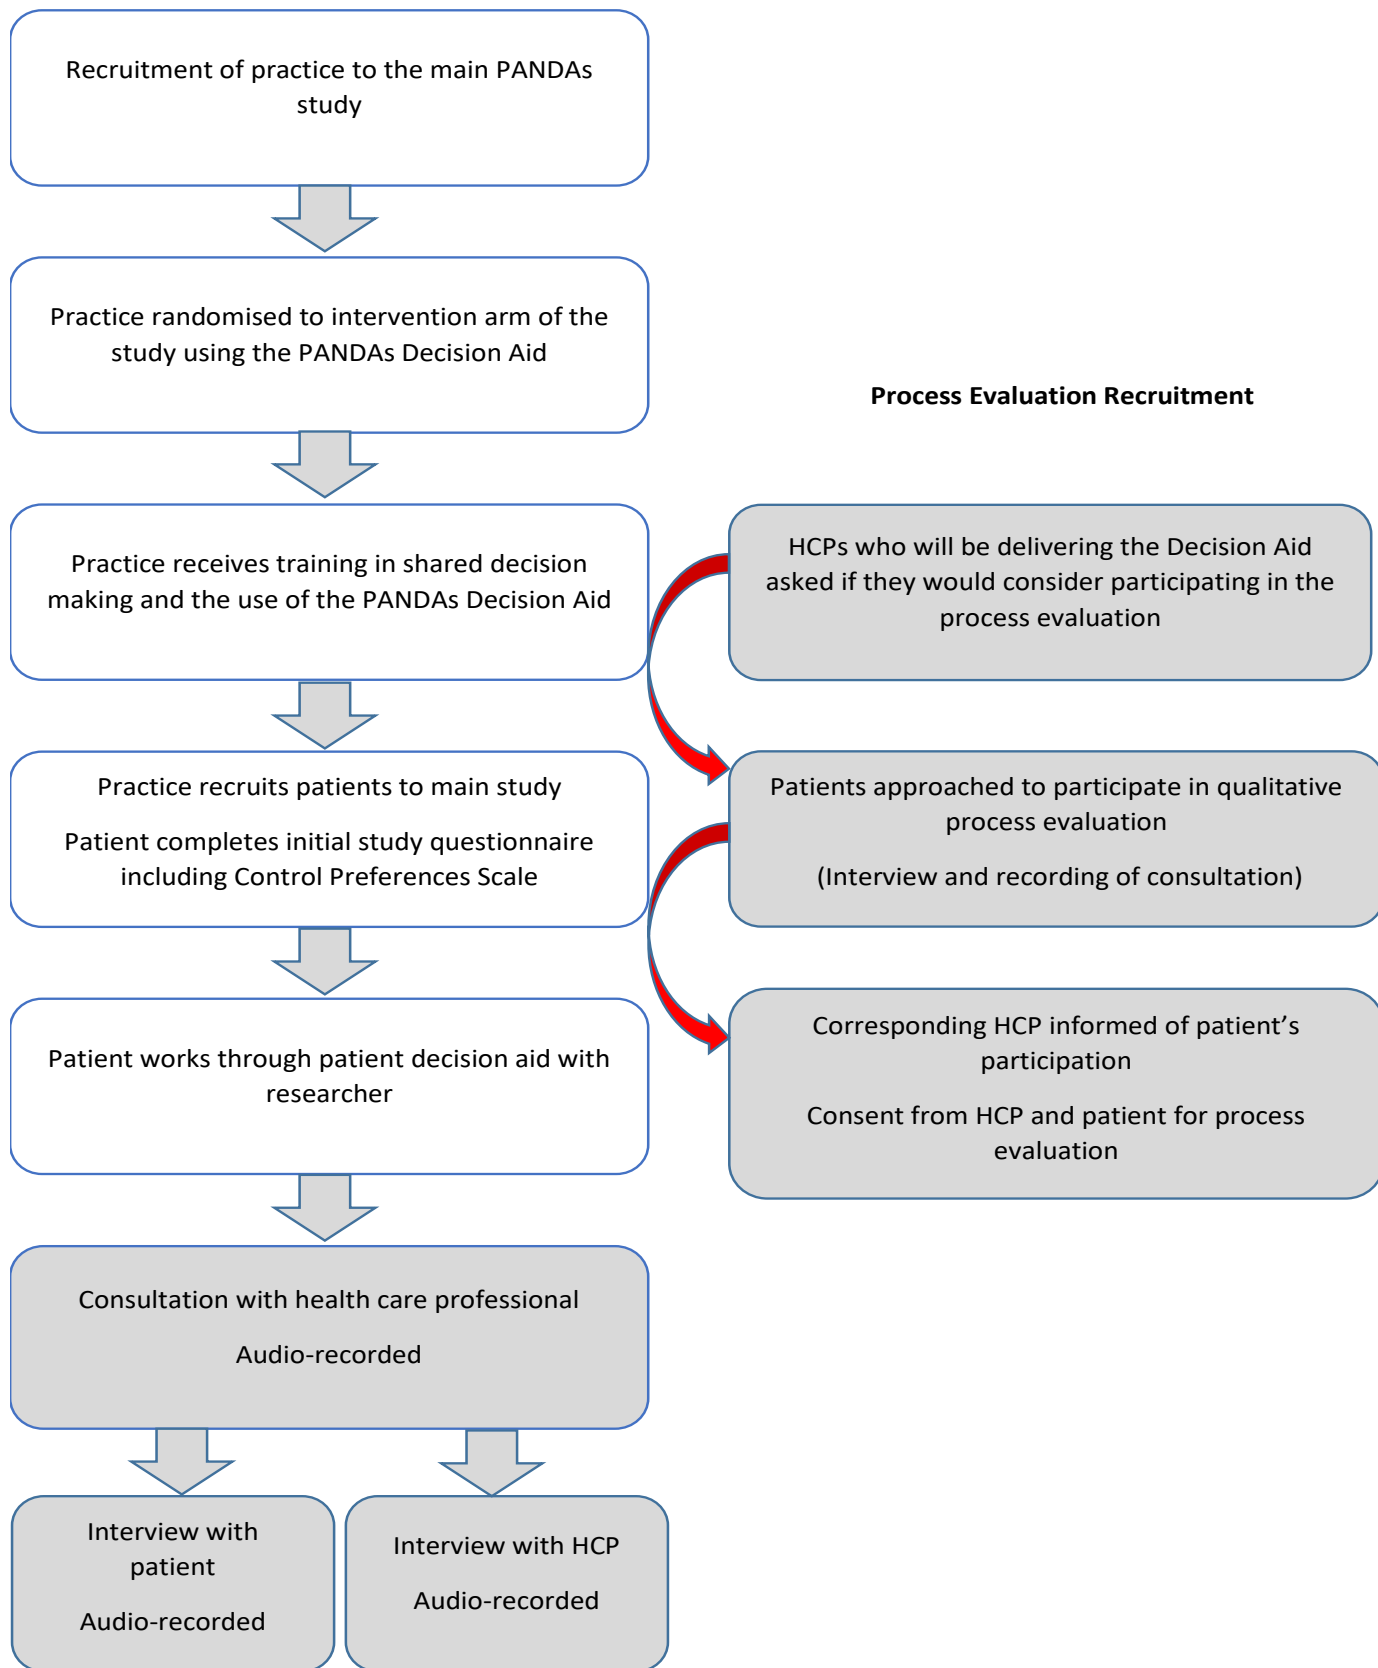 Recruitment of practice to the main PANDAs
study
Practice randomised to intervention arm of the
study using the PANDAs Decision Aid
Process Evaluation Recruitment
Practice receives training in shared decision
making and the use of the PANDAs Decision Aid
HCPs who will be delivering the Decision Aid
asked if they would consider participating in the
process evaluation
Practice recruits patients to main study
Patient completes initial study questionnaire
including Control Preferences Scale
Patients approached to participate in qualitative
process evaluation
(Interview and recording of consultation)
Patient works through patient decision aid with
researcher
Corresponding HCP informed of patient’s
participation
Consent from HCP and patient for process
evaluation
Consultation with health care professional
Audio-recorded
Interview with
patient
Audio-recorded
Interview with HCP
Audio-recorded